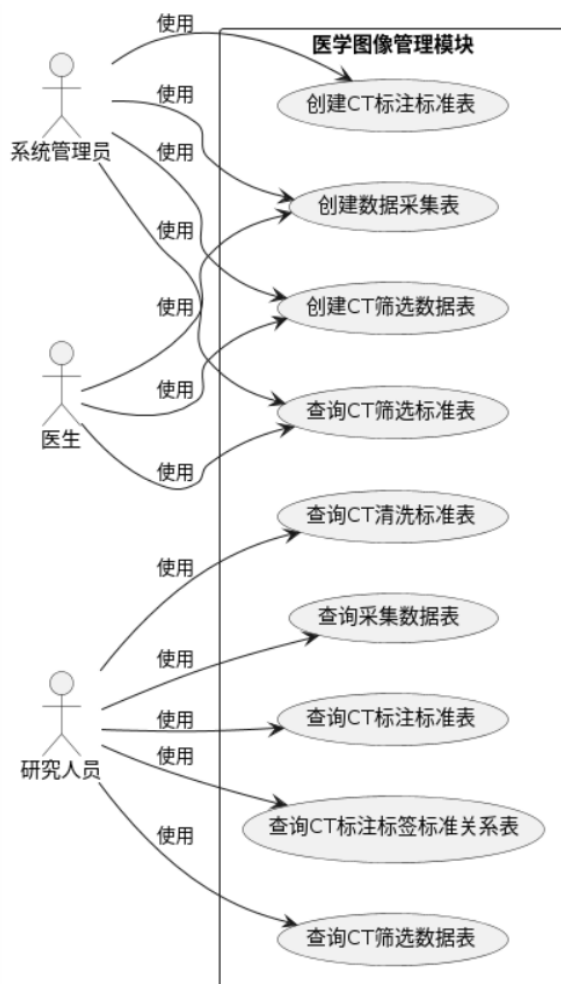 使用
医学图像管理模块
创建CT标注标准表
系统管理员
使用
使用
创建数据采集表
使用
使用
创建CT筛选数据表
医生
使用
查询CT筛选标准表
使用
查询CT清洗标准表
使用
查询采集数据表
使用
研究人员
使用
查询CT标注标准表
使用
查询CT标注标签标准关系表
使用
查询CT筛选数据表